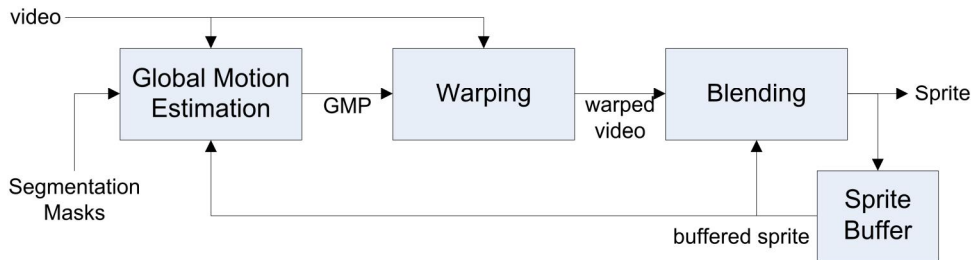 video
Global Motion
Estimation
GMP
Warping
warped
video
Blending
Sprite
Segmentation
Masks
buffered sprite
Sprite
Buffer